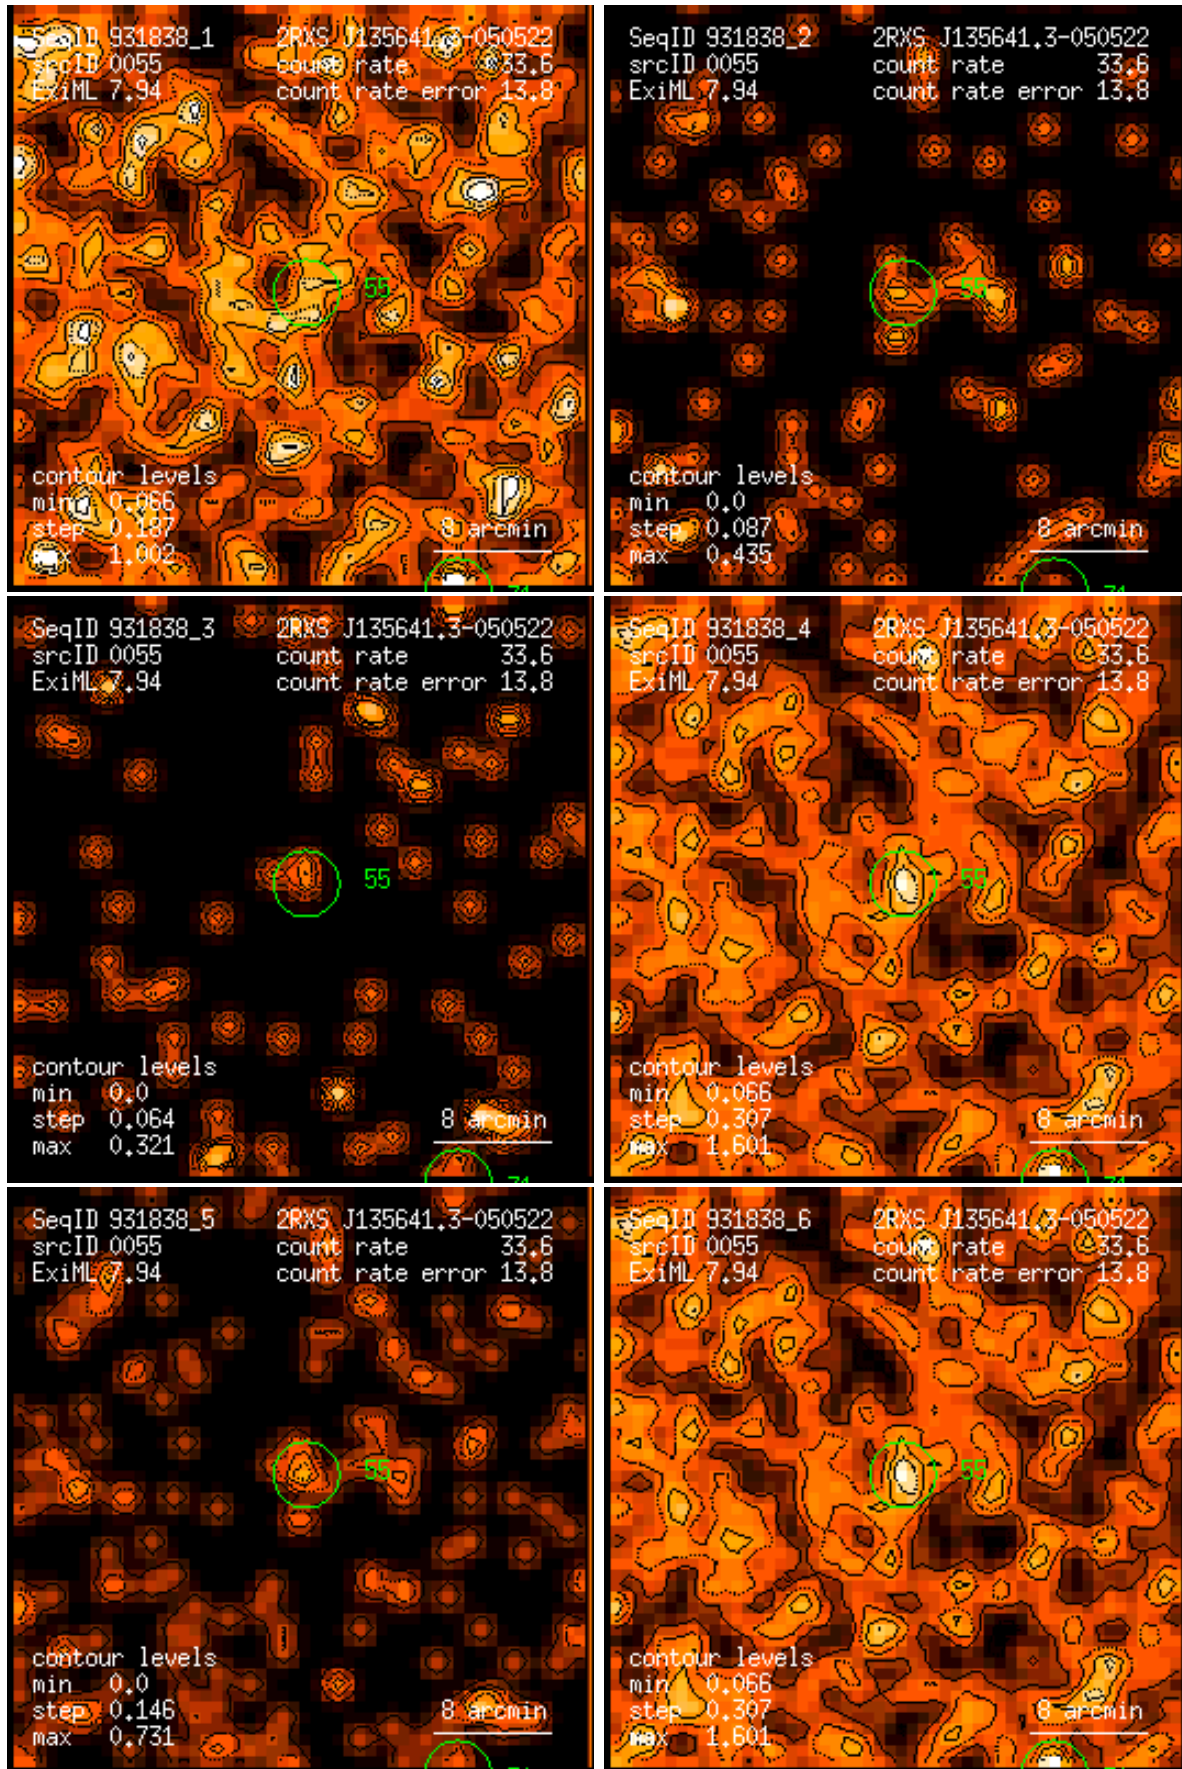 SeqID 931838_1 2RXS J135641.3-050522
srcID 0055 count rate 33.6
ExiML 7.94 count rate error 13.8
55
contour levels
min 0.066
step 0.187
max 1.002
8 arcmin
71
SeqID 931838_2 2RXS J135641.3-050522
srcID 0055 count rate 33.6
ExiML 7.94 count rate error 13.8
55
contour levels
min 0.0
step 0.087
max 0.435
8 arcmin
71
SeqID 931838_3 2RXS J135641.3-050522
srcID 0055 count rate 33.6
ExiML 7.94 count rate error 13.8
55
contour levels
min 0.0
step 0.064
max 0.321
8 arcmin
71
SeqID 931838_4 2RXS J135641.3-050522
srcID 0055 count rate 33.6
ExiML 7.94 count rate error 13.8
55
contour levels
min 0.066
step 0.307
max 1.601
8 arcmin
71
SeqID 931838_5 2RXS J135641.3-050522
srcID 0055 count rate 33.6
ExiML 7.94 count rate error 13.8
55
contour levels
min 0.0
step 0.146
max 0.731
8 arcmin
SeqID 931838_6 2RXS J135641.3-050522
srcID 0055 count rate 33.6
ExiML 7.94 count rate error 13.8
55
contour levels
min 0.066
step 0.307
max 1.601
8 arcmin